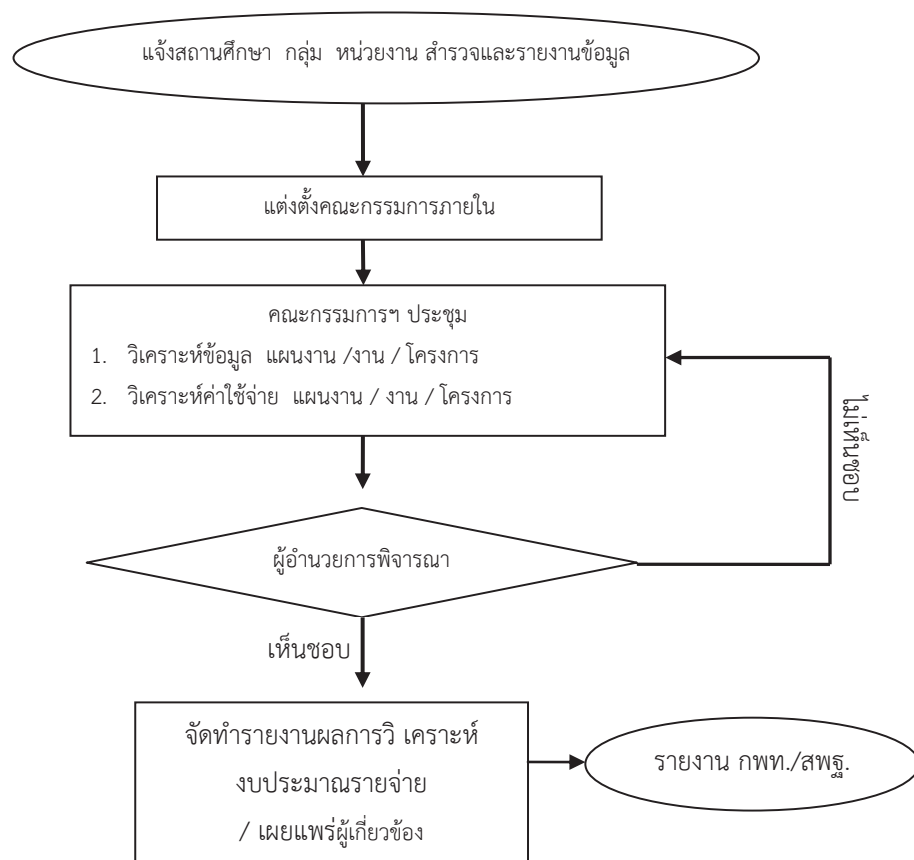 แจ้งสถานศึกษา กลุ่ม หน่วยงาน สำรวจและรายงานข้อมูล
แต่งตั้งคณะกรรมการภายใน
คณะกรรมการฯ ประชุม
1. วิเคราะห์ข้อมูล แผนงาน /งาน / โครงการ
2. วิเคราะห์ค่าใช้จ่าย แผนงาน / งาน / โครงการ
ไม่เห็นชอบ
ผู้อำนวยการพิจารณา
เห็นชอบ
จัดทำรายงานผลการวิ เคราะห์
งบประมาณรายจ่าย
/ เผยแพร่ผู้เกี่ยวข้อง
รายงาน กพท./สพฐ.